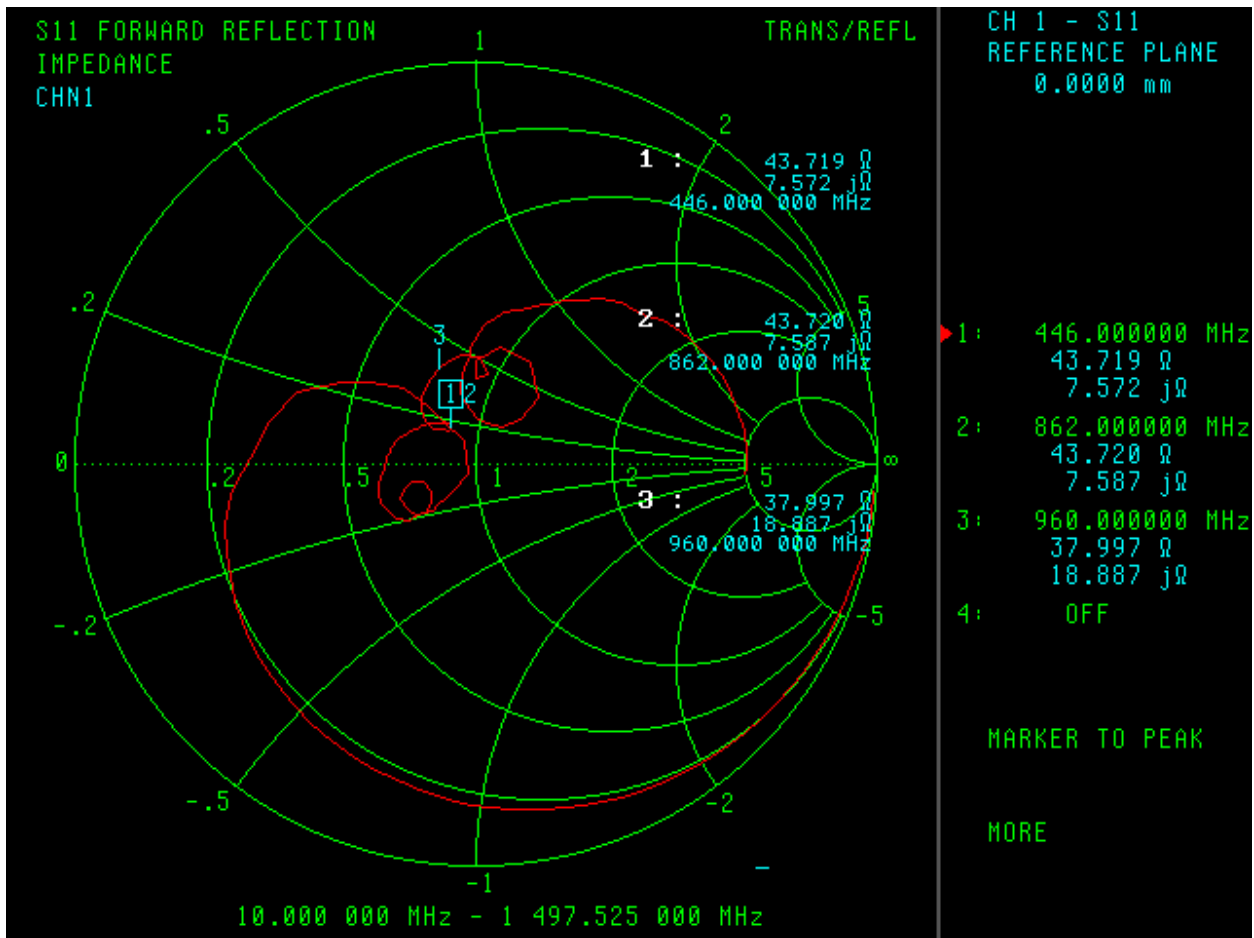 S11 FORWARD REFLECTION
IMPEDANCE
CHN1
TRANS/REFL
1
.5
2
.2
5
0
.2
.5
1
2
5
∞
-.2
-5
-.5
-2
-1
3
1 2
1 : 43.719 Ω
7.572 jΩ
446.000 000 MHz
2 : 43.720 Ω
7.587 jΩ
862.000 000 MHz
3 : 37.997 Ω
18.887 jΩ
960.000 000 MHz
10.000 000 MHz - 1 497.525 000 MHz
CH 1 - S11
REFERENCE PLANE
0.0000 mm
1: 446.000000 MHz
43.719 Ω
7.572 jΩ
2: 862.000000 MHz
43.720 Ω
7.587 jΩ
3: 960.000000 MHz
37.997 Ω
18.887 jΩ
4: OFF
MARKER TO PEAK
MORE